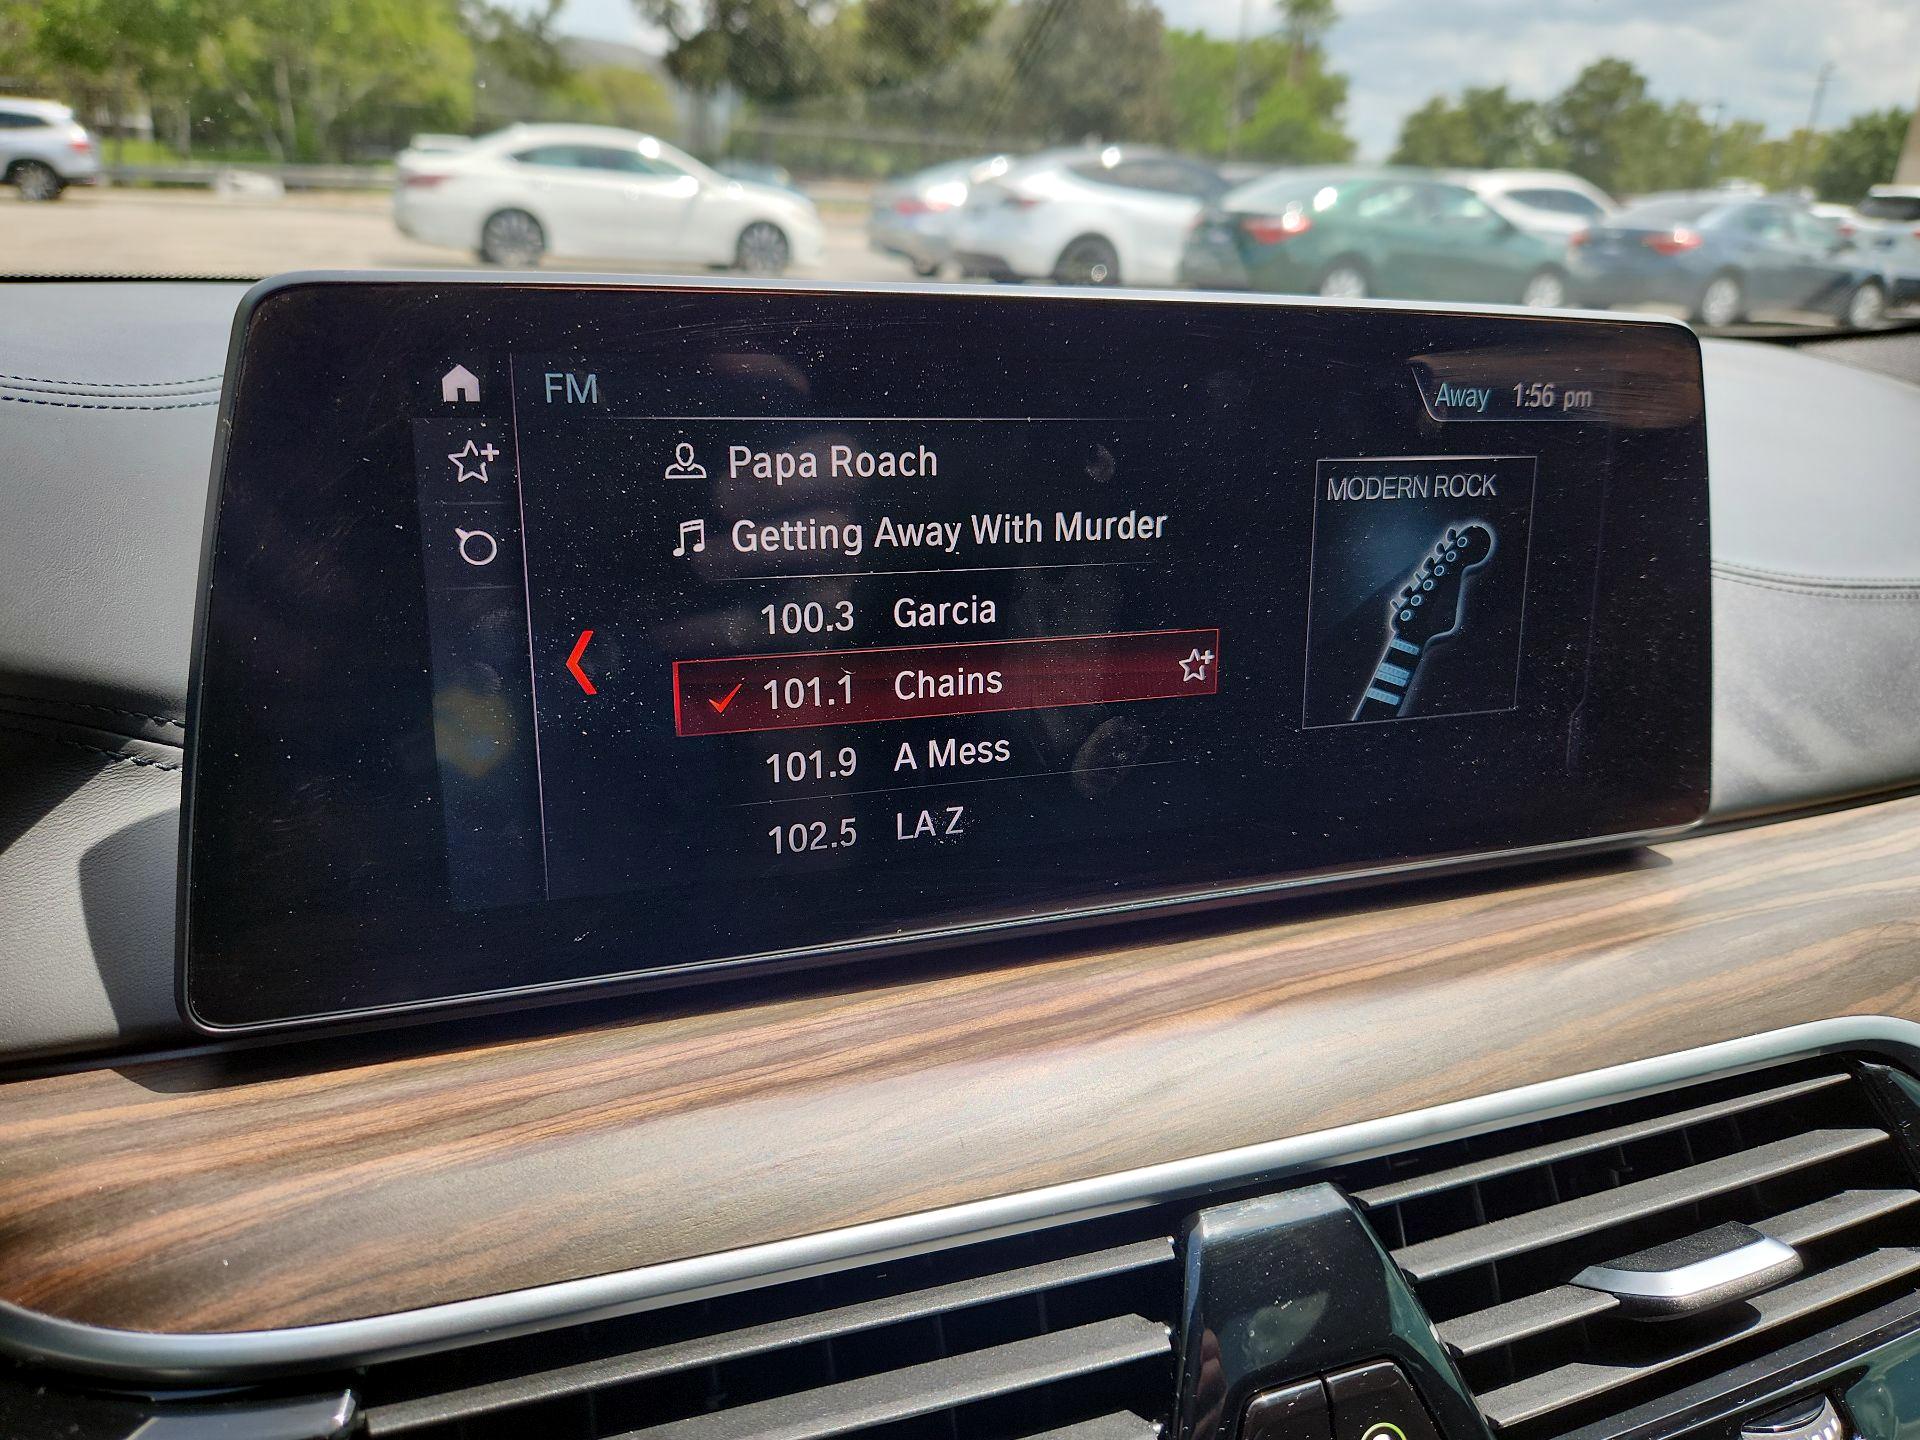 FM
Away 1:56 pm
Papa Roach
Getting Away With Murder
100.3 Garcia
101.1 Chains
101.9 A Mess
102.5 LA Z
MODERN ROCK